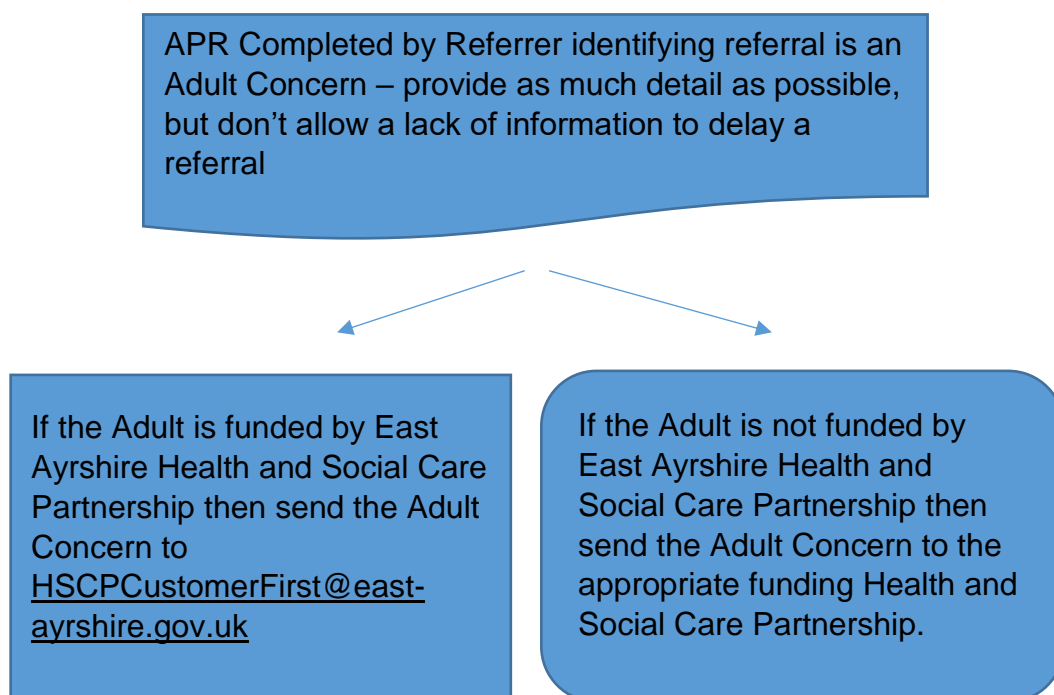 APR Completed by Referrer identifying referral is an
Adult Concern – provide as much detail as possible,
but don’t allow a lack of information to delay a
referral
If the Adult is funded by East
Ayrshire Health and Social Care
Partnership then send the Adult
Concern to
HSCPCustomerFirst@east-
ayrshire.gov.uk
If the Adult is not funded by
East Ayrshire Health and
Social Care Partnership then
send the Adult Concern to the
appropriate funding Health and
Social Care Partnership.